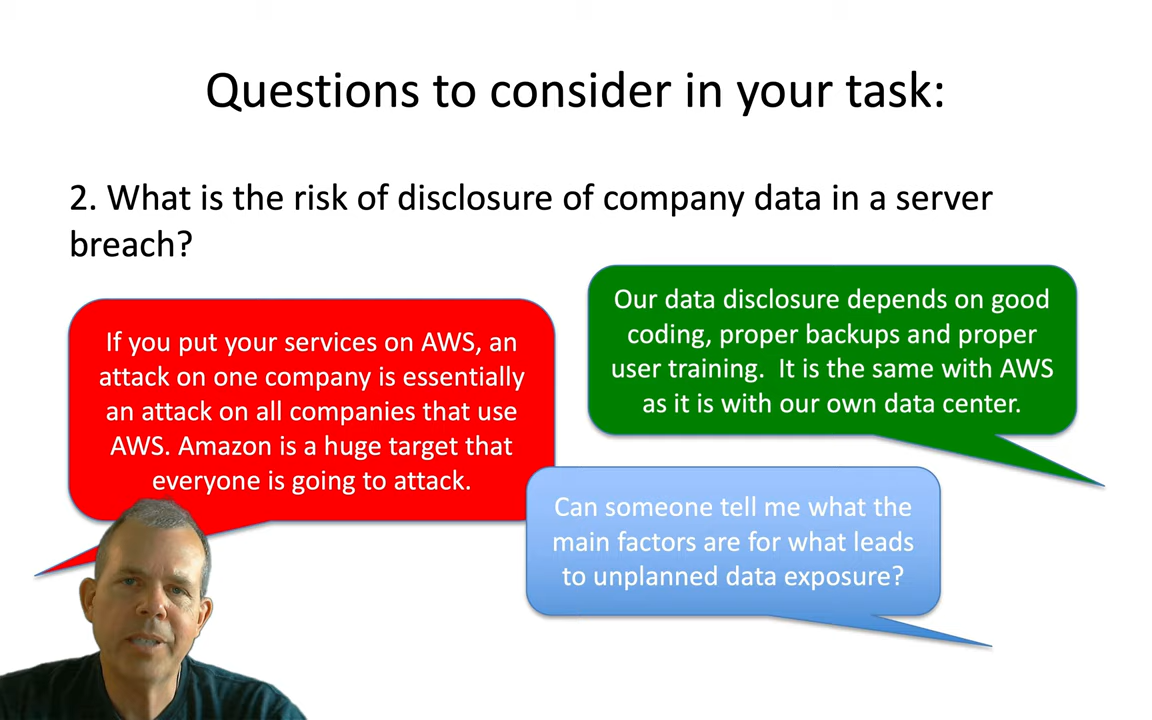 Questions to consider in your task:
2. What is the risk of disclosure of company data in a server
breach?
If you put your services on AWS, an
attack on one company is essentially
an attack on all companies that use
AWS. Amazon is a huge target that
everyone is going to attack.
Our data disclosure depends on good
coding, proper backups and proper
user training.  It is the same with AWS
as it is with our own data center.
Can someone tell me what the
main factors are for what leads
to unplanned data exposure?